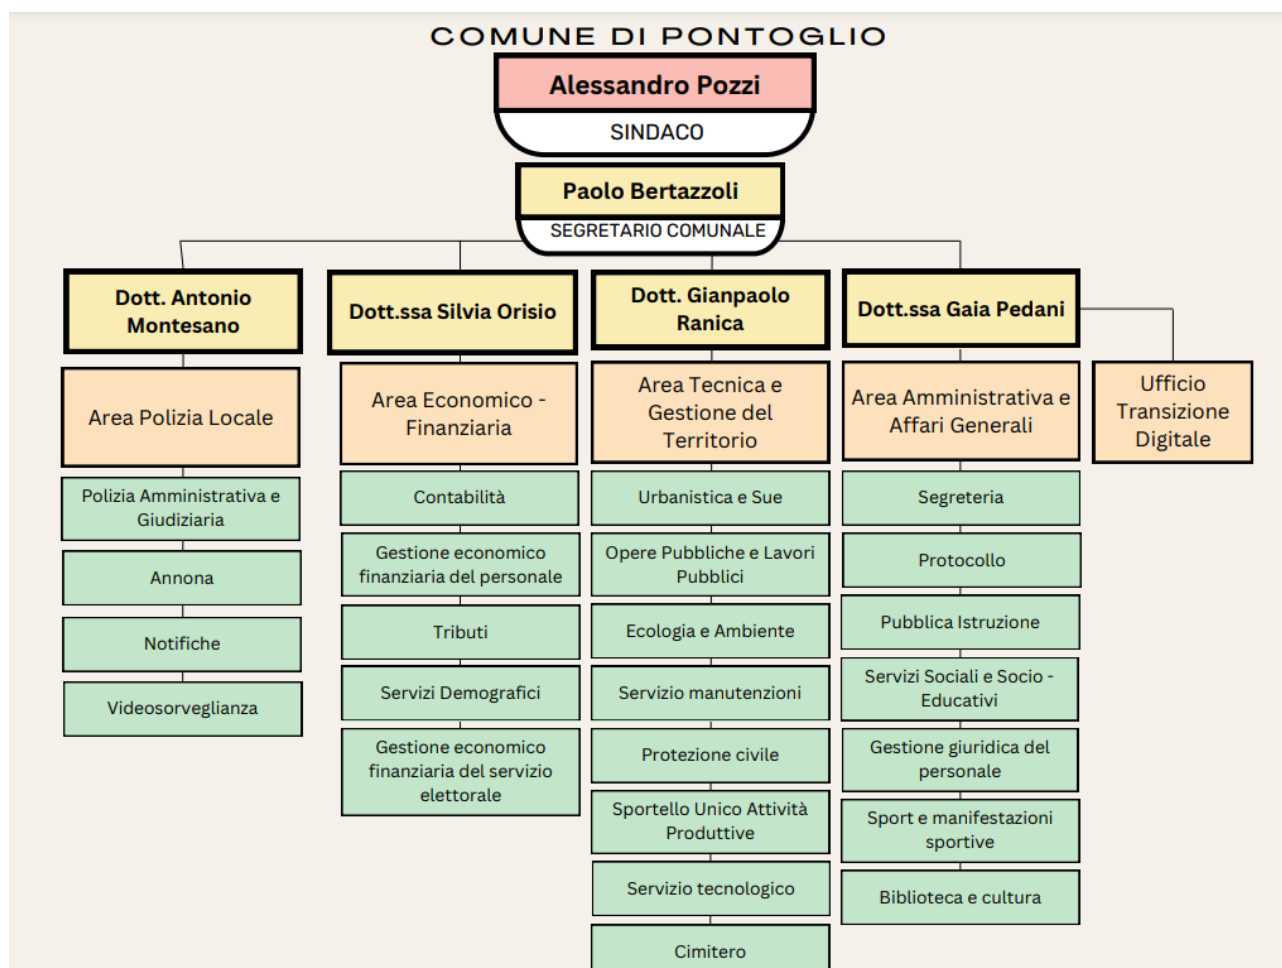 COMUNE DI PONTOGLIO
Alessandro Pozzi
SINDACO
Paolo Bertazzoli
SEGRETARIO COMUNALE
Dott. Antonio
Montesano
Area Polizia Locale
Polizia Amministrativa e
Giudiziaria
Annona
Notifiche
Videosorveglianza
Dott.ssa Silvia Orisio
Area Economico -
Finanziaria
Contabilità
Gestione economico
finanziaria del personale
Tributi
Servizi Demografici
Gestione economico
finanziaria del servizio
elettorale
Dott. Gianpaolo
Ranica
Area Tecnica e
Gestione del
Territorio
Urbanistica e Sue
Opere Pubbliche e Lavori
Pubblici
Ecologia e Ambiente
Servizio manutenzioni
Protezione civile
Sportello Unico Attività
Produttive
Servizio tecnologico
Cimitero
Dott.ssa Gaia Pedani
Area Amministrativa e
Affari Generali
Segreteria
Protocollo
Pubblica Istruzione
Servizi Sociali e Socio -
Educativi
Gestione giuridica del
personale
Sport e manifestazioni
sportive
Biblioteca e cultura
Ufficio
Transizione
Digitale